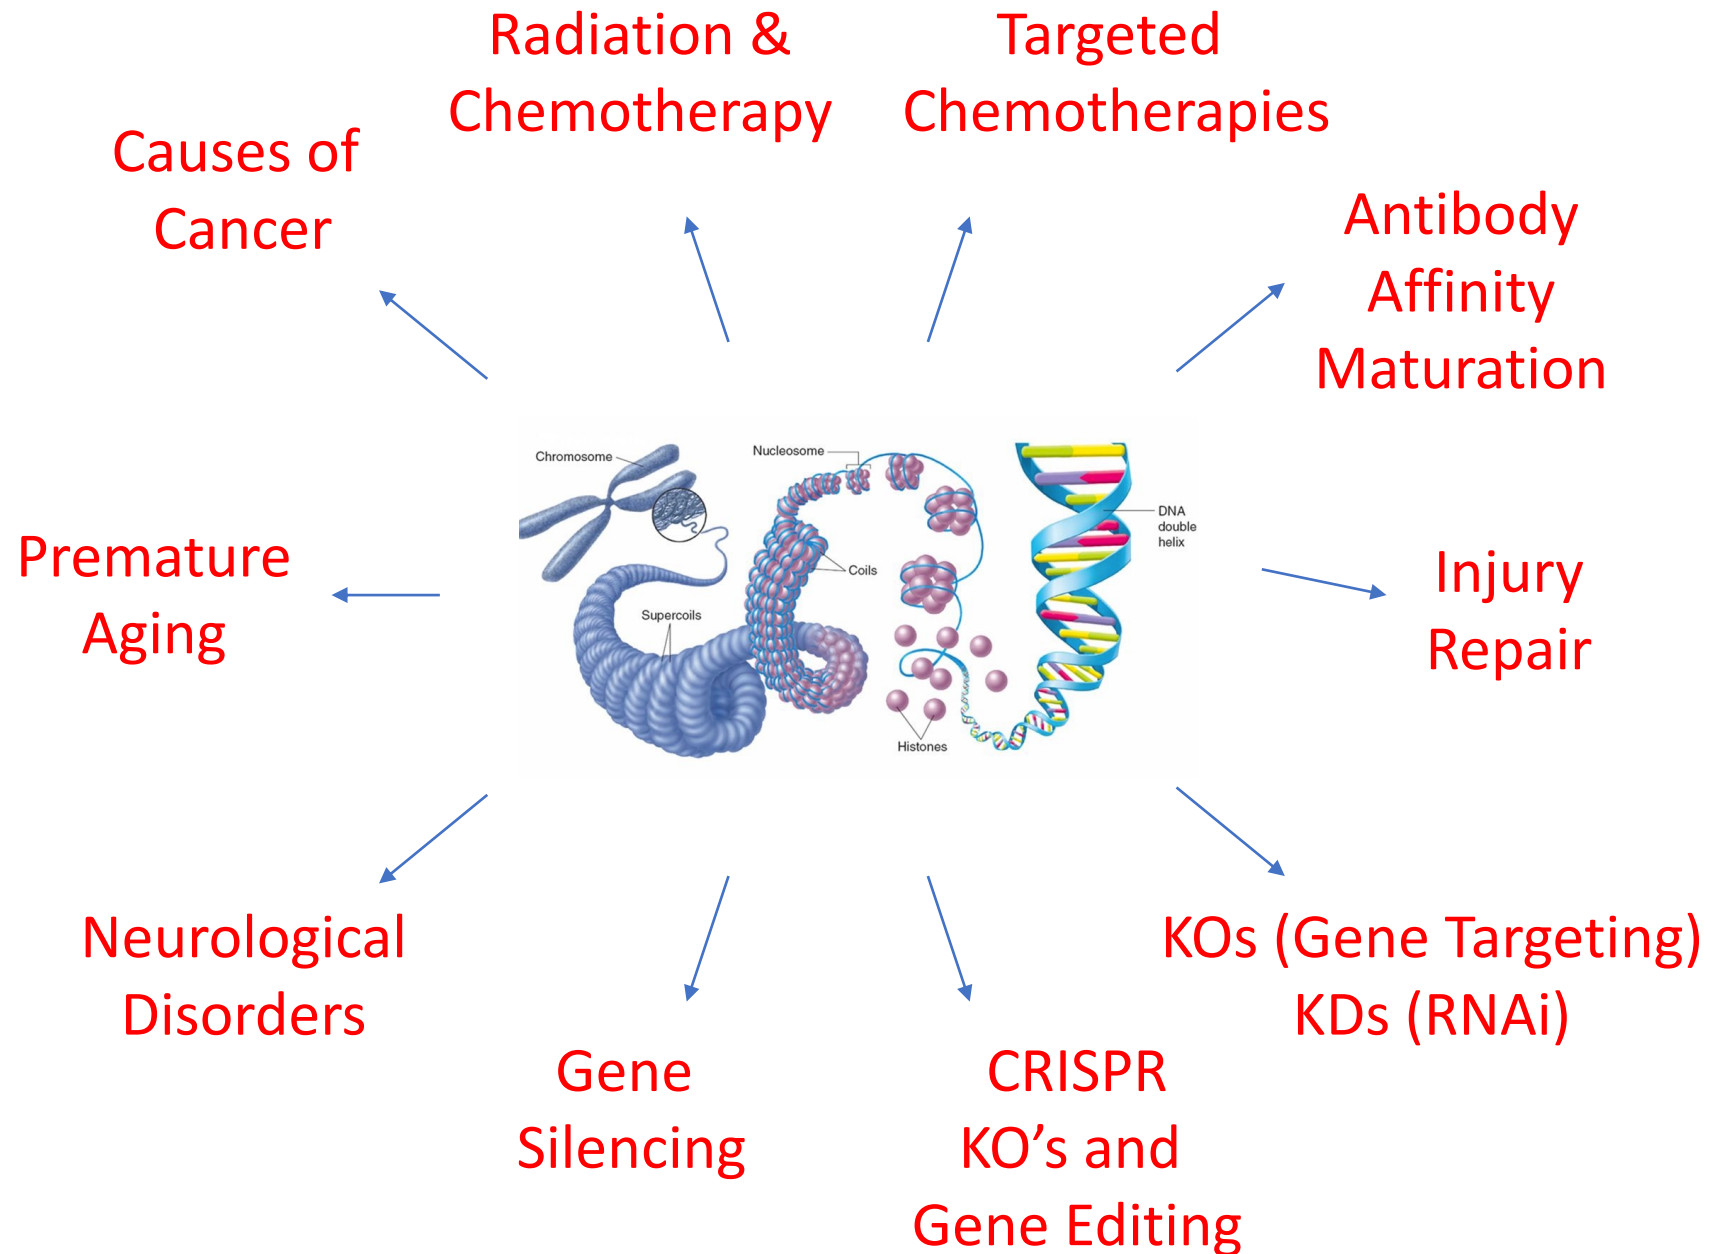 Radiation &
Chemotherapy
Targeted
Chemotherapies
Causes of
Cancer
Antibody
Affinity
Maturation
Chromosome
Nucleosome
DNA
double
helix
Coils
Supercoils
Histones
Premature
Aging
Injury
Repair
Neurological
Disorders
KOs (Gene Targeting)
KDs (RNAi)
Gene
Silencing
CRISPR
KO’s and
Gene Editing